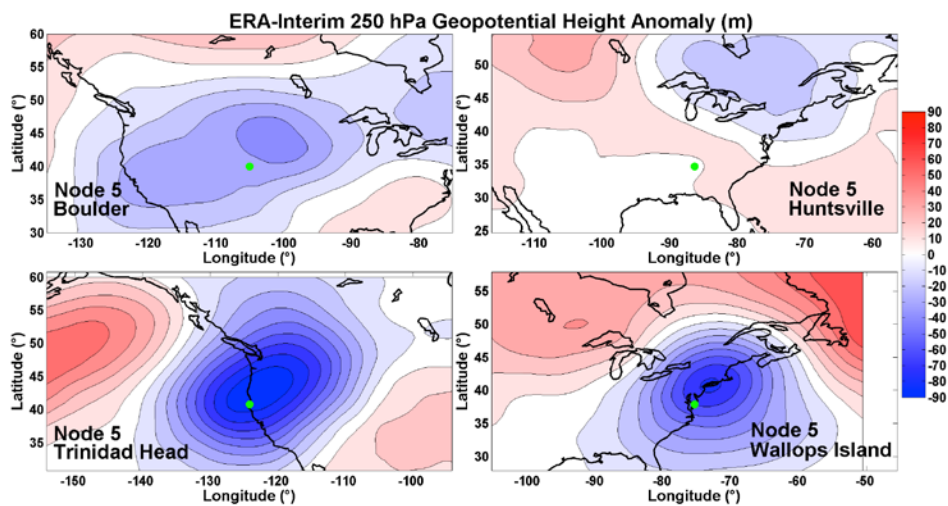 ERA-Interim 250 hPa Geopotential Height Anomaly (m)
60
55
50
45
40
35
30
Latitude (°)
Node 5
Boulder
-130 -120 -110 -100 -90 -80
Longitude (°)
50
45
40
35
30
25
Latitude (°)
Node 5
Huntsville
-110 -100 -90 -80 -70 -60
Longitude (°)
60
55
50
45
40
35
Latitude (°)
Node 5
Trinidad Head
-150 -140 -130 -120 -110 -100
Longitude (°)
55
50
45
40
35
30
Latitude (°)
Node 5
Wallops Island
-100 -90 -80 -70 -60 -50
Longitude (°)
90
80
70
60
50
40
30
20
10
0
-10
-20
-30
-40
-50
-60
-70
-80
-90